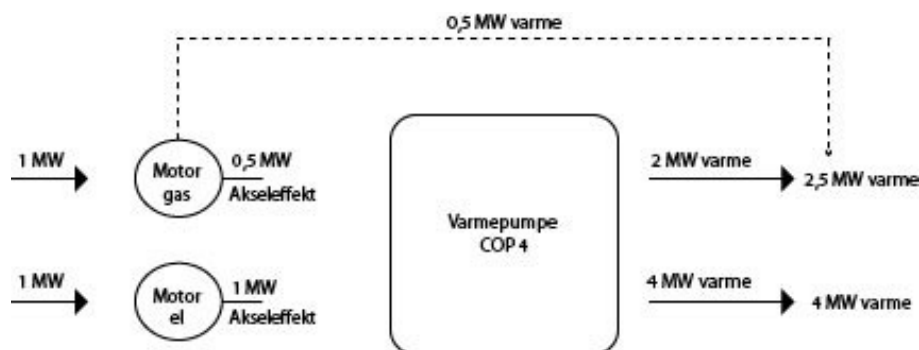 0,5 MW varme
1 MW
Motor
gas
0,5 MW
Akseleffekt
2 MW varme
2,5 MW varme
Varmepumpe
COP 4
1 MW
Motor
el
1 MW
Akseleffekt
4 MW varme
4 MW varme